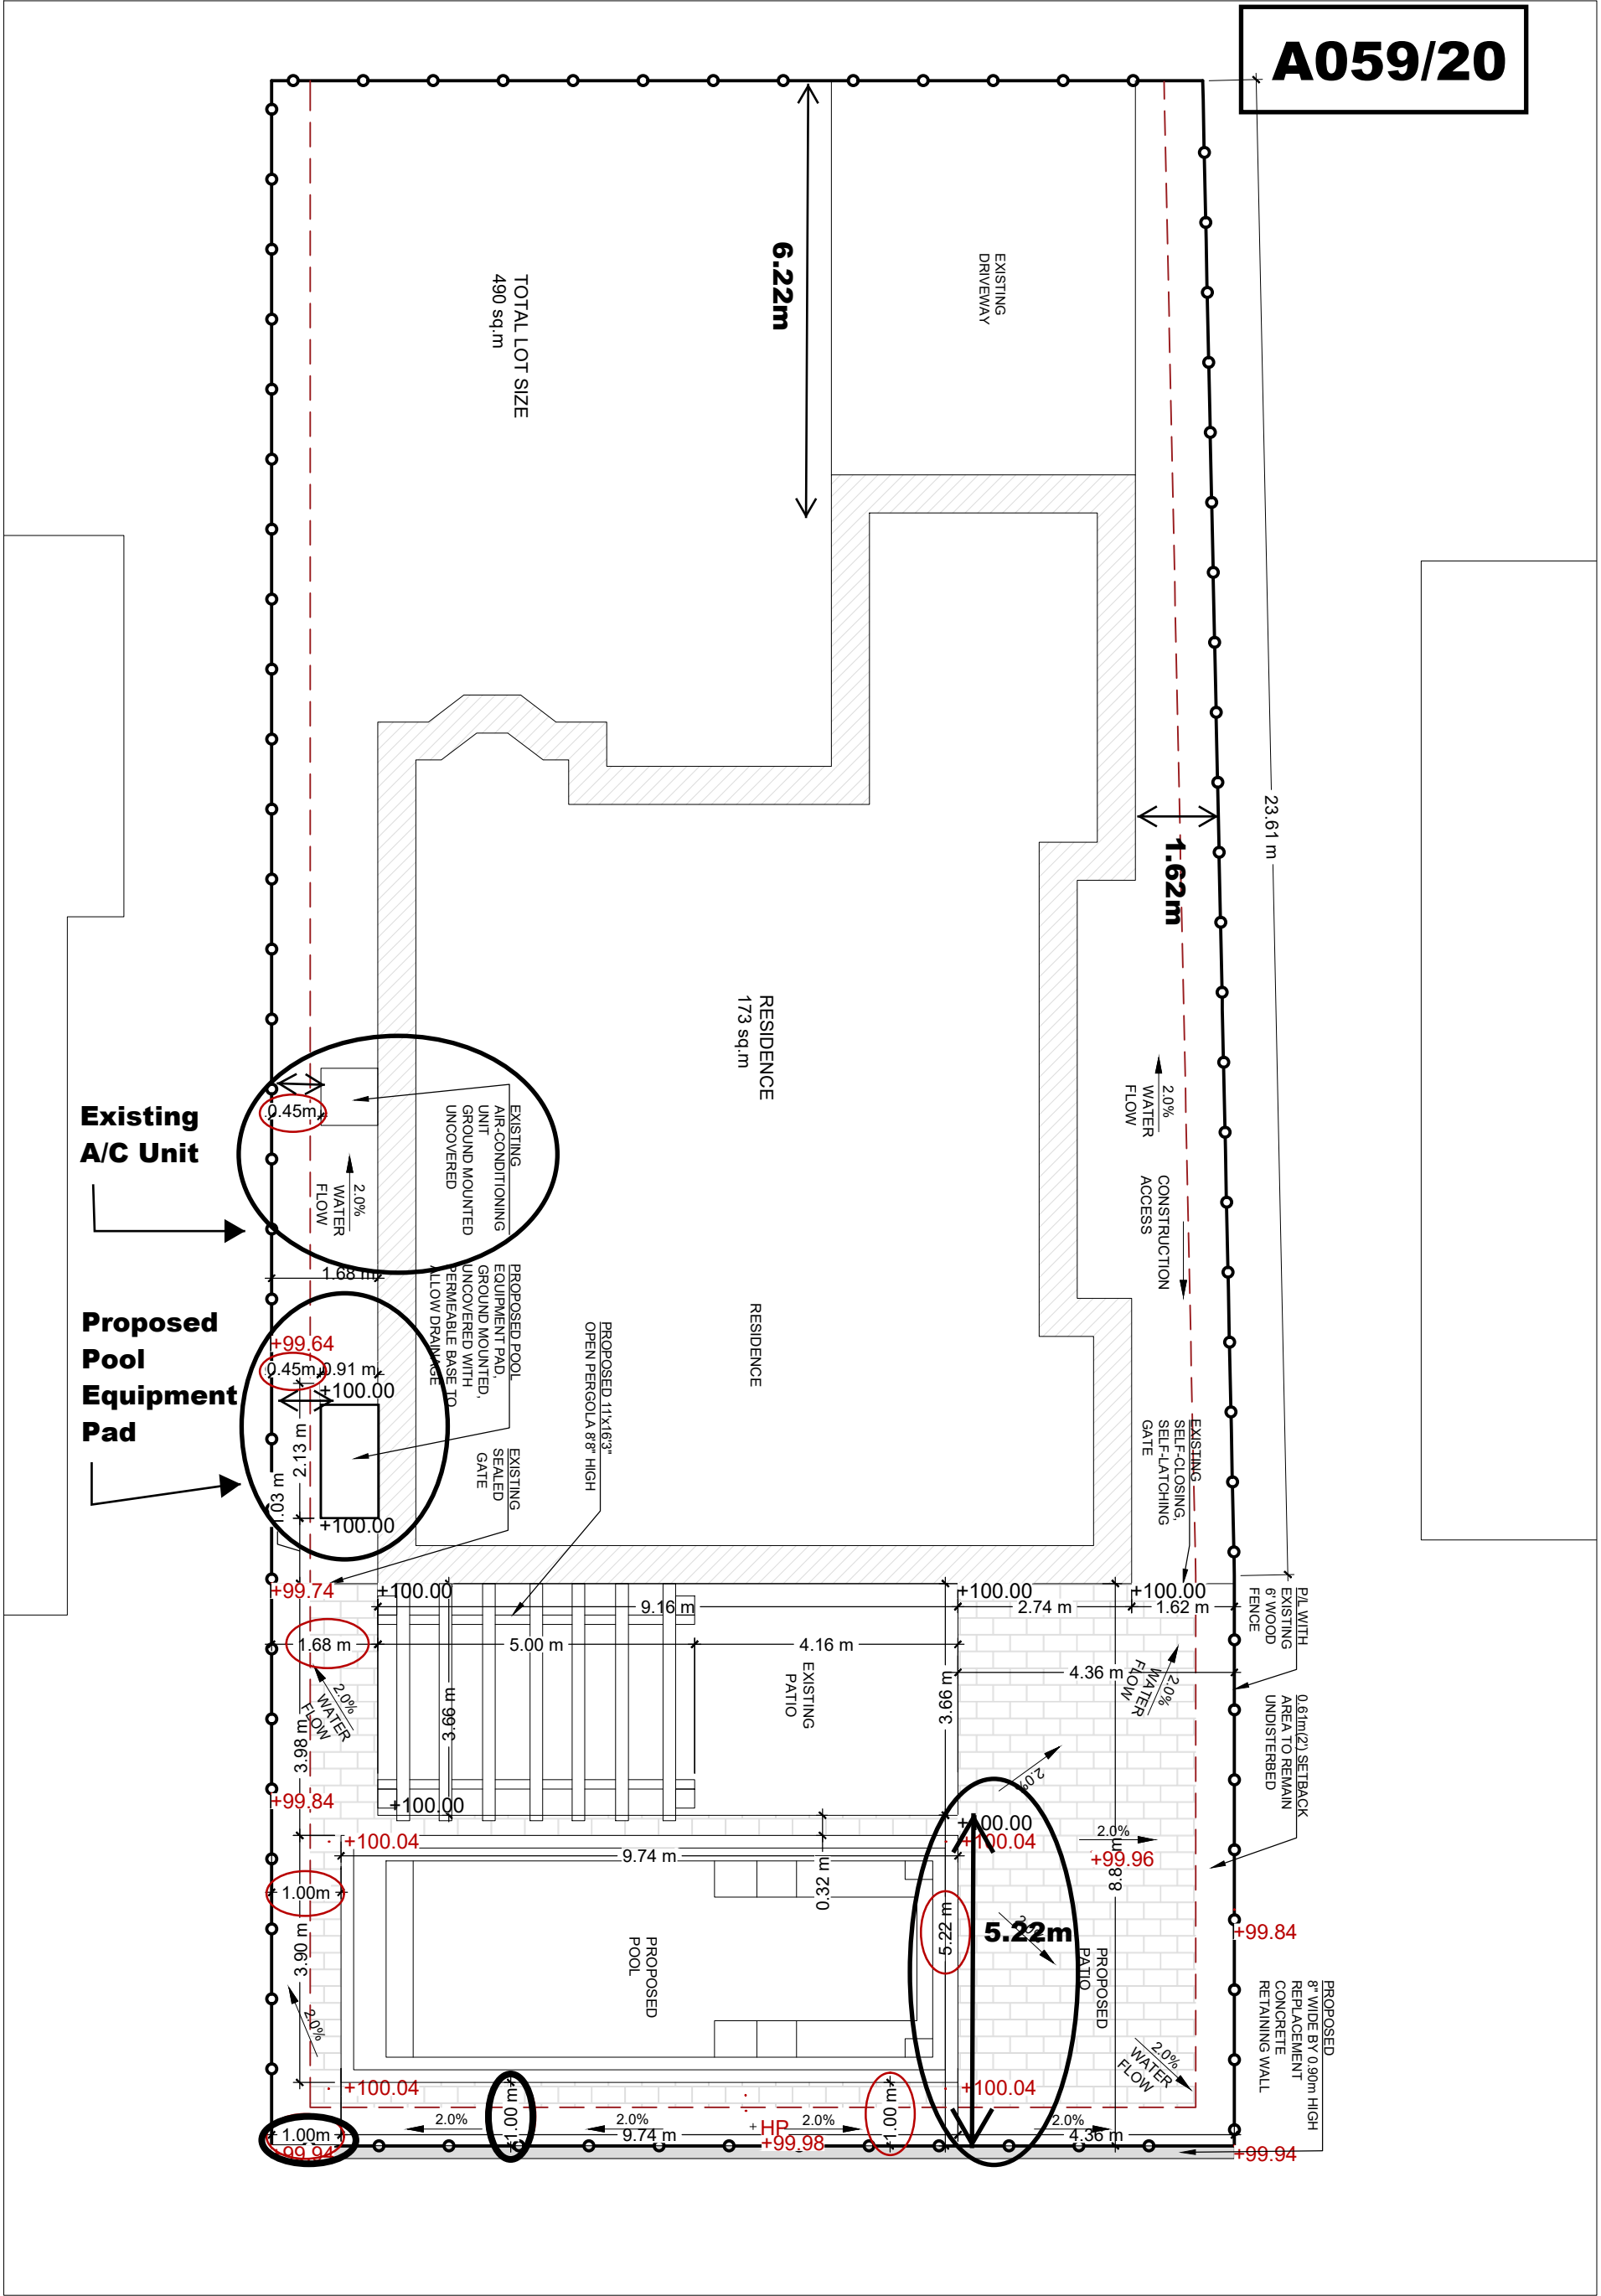 A059/20
6.22m
EXISTING
DRIVEWAY
TOTAL LOT SIZE
490 sq.m
23.61 m
1.62m
RESIDENCE
173 sq.m
2.0%
WATER
FLOW
CONSTRUCTION
ACCESS
Existing
A/C Unit
0.45m
EXISTING
AIR-CONDITIONING
UNIT
GROUND MOUNTED
UNCOVERED
2.0%
WATER
FLOW
1.68 m
PROPOSED POOL
EQUIPMENT PAD,
GROUND MOUNTED,
UNCOVERED WITH
PERMEABLE BASE TO
ALLOW DRAINAGE
Proposed
Pool
Equipment
Pad
+99.64
0.45m
0.91 m
+100.00
2.13 m
1.03 m
+100.00
RESIDENCE
PROPOSED 11'x16'3"
OPEN PERGOLA 8'8" HIGH
EXISTING
SEALED
GATE
EXISTING
SELF-CLOSING,
SELF-LATCHING
GATE
+99.74
+100.00
+100.00
+100.00
9.16 m
2.74 m
1.62 m
P/L WITH
EXISTING
6' WOOD
FENCE
1.68 m
5.00 m
4.16 m
4.36 m
EXISTING
PATIO
3.66 m
3.66 m
2.0%
WATER
FLOW
2.0%
WATER
FLOW
3.98 m
0.61m(2') SETBACK
AREA TO REMAIN
UNDISTERBED
2.0%
+99.84
+100.00
+100.00
+100.04
+100.04
2.0%
+99.96
9.74 m
0.32 m
8.88 m
1.00m
5.22 m
5.22m
2.0%
+99.84
3.90 m
PROPOSED
POOL
PROPOSED
PATIO
PROPOSED
8" WIDE BY 0.90m HIGH
REPLACEMENT
CONCRETE
RETAINING WALL
2.0%
2.0%
WATER
FLOW
+100.04
+100.04
1.00 m
1.00 m
2.0%
2.0%
HP
2.0%
2.0%
1.00m
9.74 m
4.36 m
+99.94
+99.98
+99.94